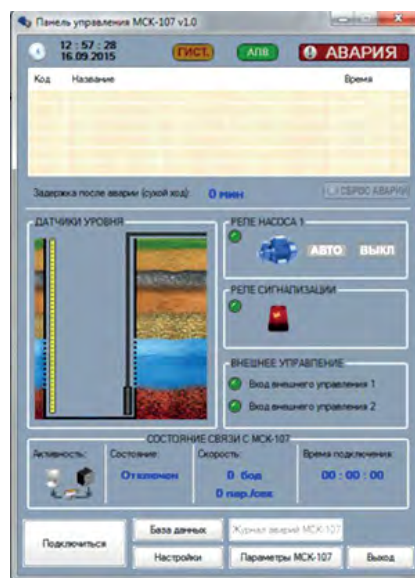 Панель управления МСК-107 v1.0
12 : 57 : 28
16.09.2015
ГИСТ.
АПВ
АВАРИЯ
Код Название Время
Задержка после аварии (сухой ход): 0 мин
СБРОС АВАРИИ
ДАТЧИКИ УРОВНЯ
РЕЛЕ НАСОСА 1
АВТО ВЫКЛ
РЕЛЕ СИГНАЛИЗАЦИИ
ВНЕШНЕЕ УПРАВЛЕНИЕ
Вход внешнего управления 1
Вход внешнего управления 2
СОСТОЯНИЕ СВЯЗИ С МСК-107
Активность: Состояние: Скорость: Время подключения:
Отключен 0 бод 00 : 00 : 00
0 пар./сек
Подключиться
База данных
Журнал аварий МСК-107
Настройки
Параметры МСК-107
Выход